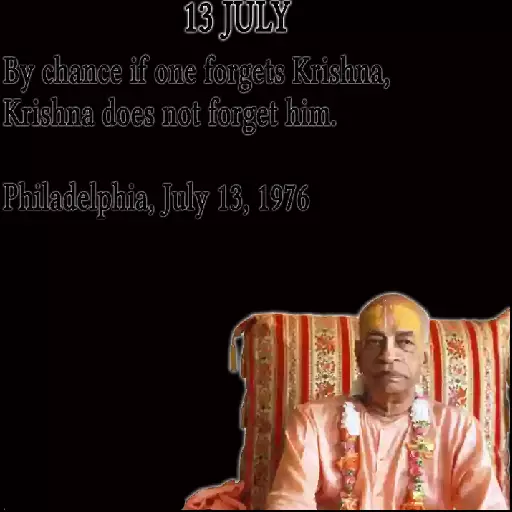 13 JULY
By chance if one forgets Krishna,
Krishna does not forget him.
Philadelphia, July 13, 1976